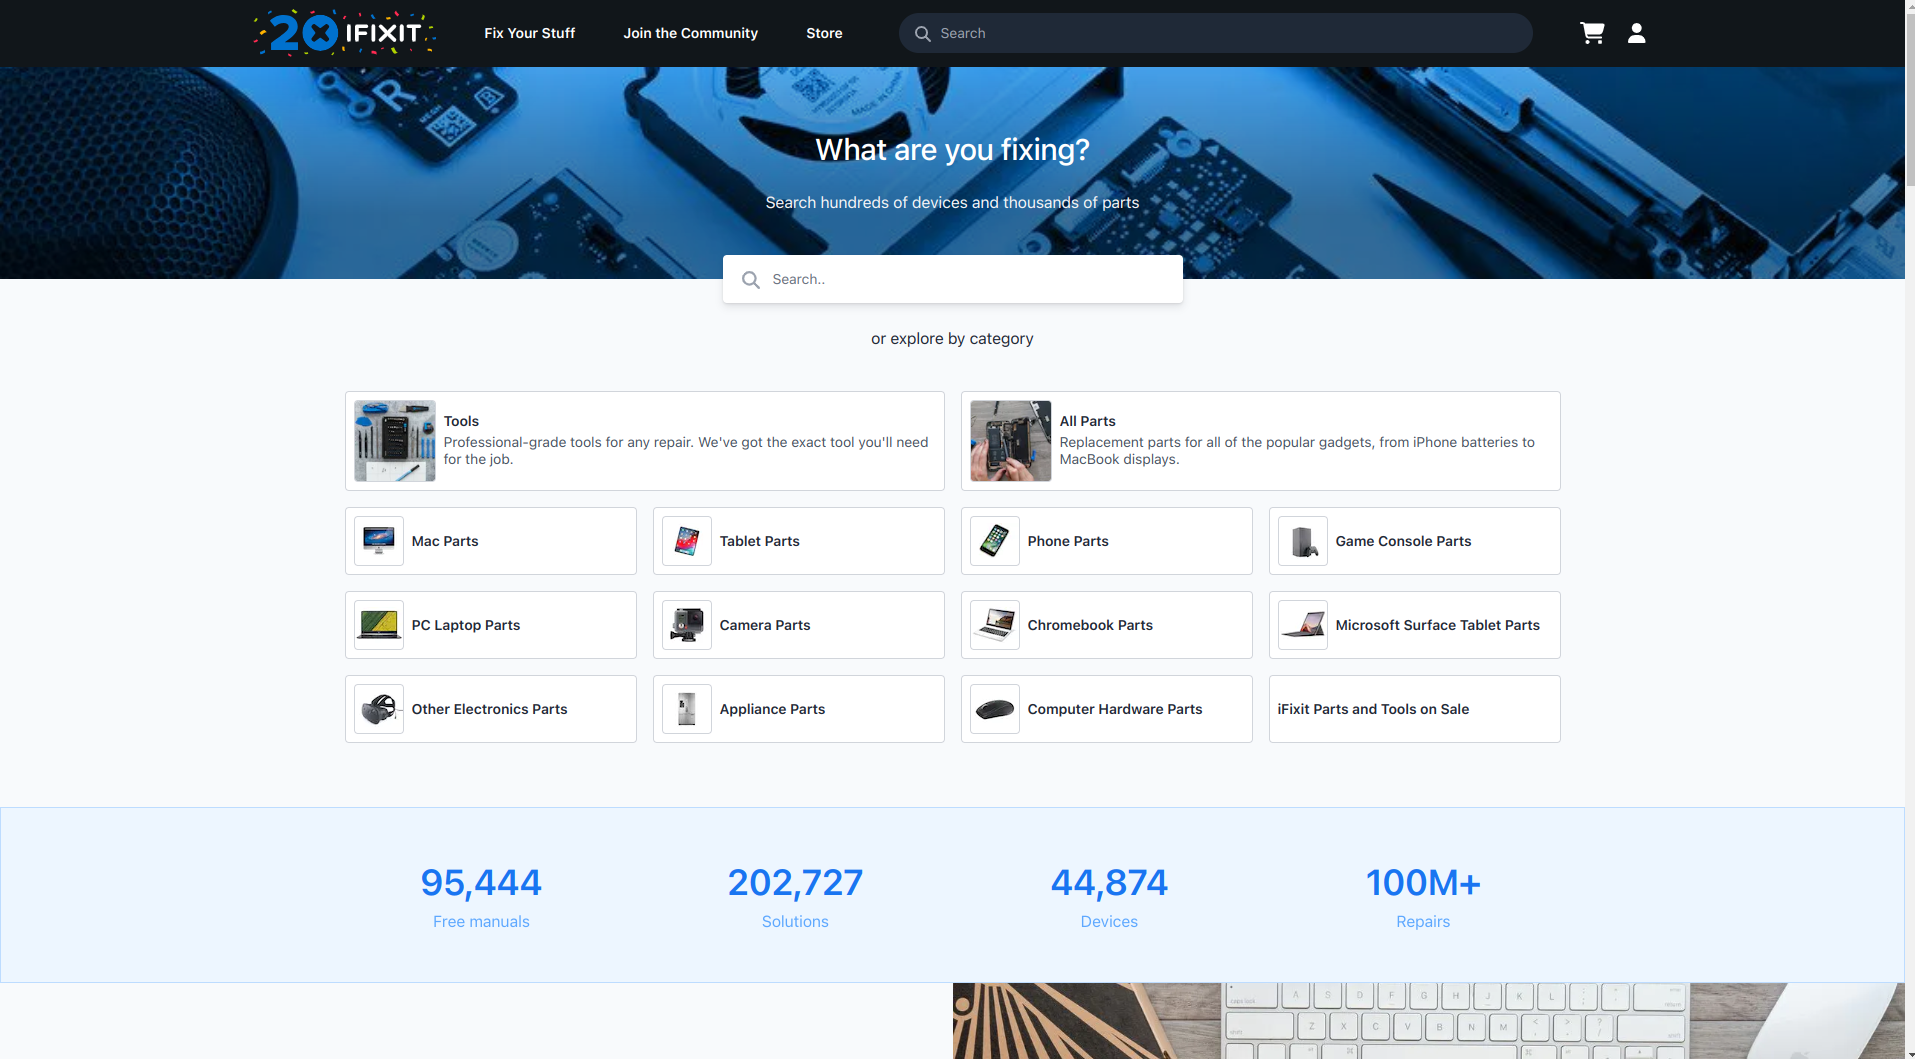 20 IFIXIT
Fix Your Stuff
Join the Community
Store
Search
What are you fixing?
Search hundreds of devices and thousands of parts
Search..
or explore by category
Tools
Professional-grade tools for any repair. We've got the exact tool you'll need
for the job.
All Parts
Replacement parts for all of the popular gadgets, from iPhone batteries to
MacBook displays.
Mac Parts
Tablet Parts
Phone Parts
Game Console Parts
PC Laptop Parts
Camera Parts
Chromebook Parts
Microsoft Surface Tablet Parts
Other Electronics Parts
Appliance Parts
Computer Hardware Parts
iFixit Parts and Tools on Sale
95,444
Free manuals
202,727
Solutions
44,874
Devices
100M+
Repairs
A S D F G H J K L
Z X C V B N M